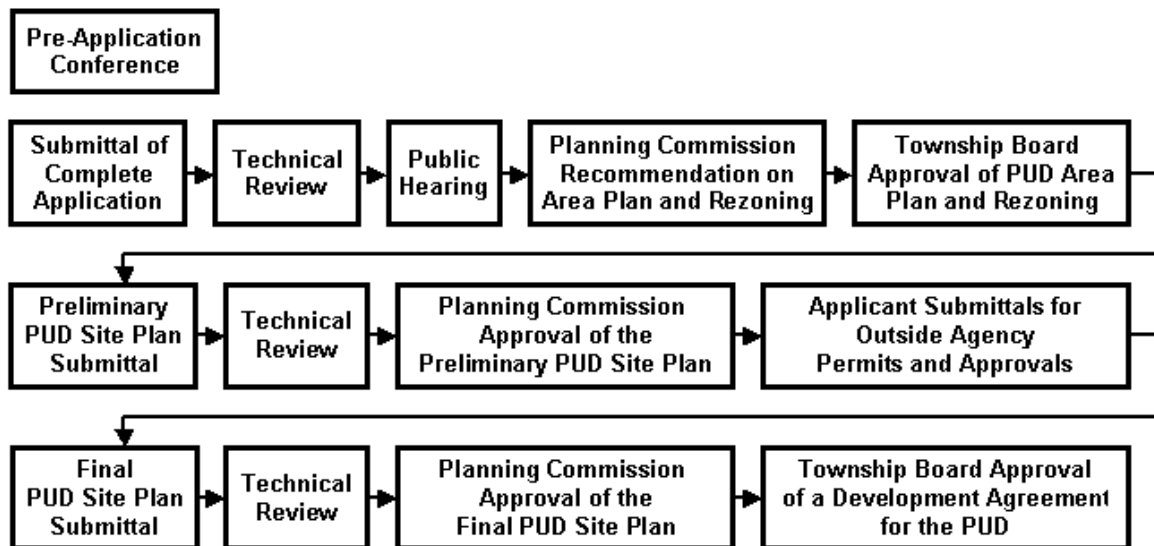 Pre-Application
Conference
Submittal of
Complete
Application
Technical
Review
Public
Hearing
Planning Commission
Recommendation on
Area Plan and Rezoning
Township Board
Approval of PUD Area
Plan and Rezoning
Preliminary
PUD Site Plan
Submittal
Technical
Review
Planning Commission
Approval of the
Preliminary PUD Site Plan
Applicant Submittals for
Outside Agency
Permits and Approvals
Final
PUD Site Plan
Submittal
Technical
Review
Planning Commission
Approval of the
Final PUD Site Plan
Township Board Approval
of a Development Agreement
for the PUD